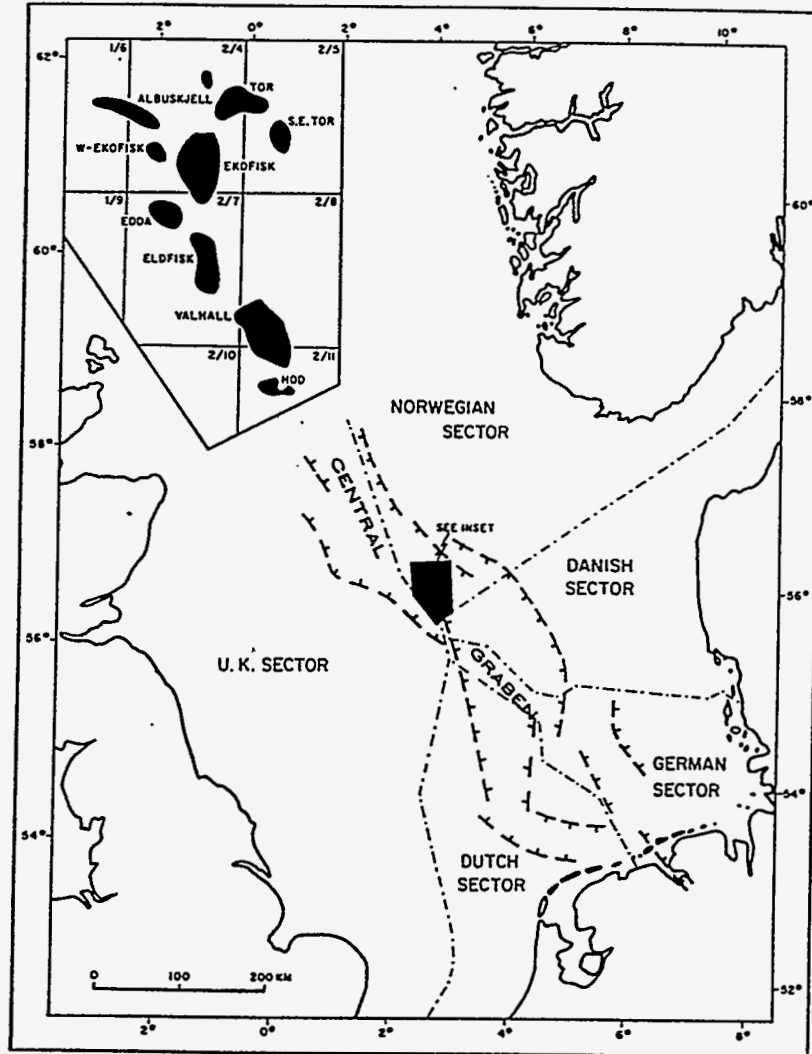 2° 0° 2° 4° 6° 8° 10°
62°
1/6 2/4 2/5
ALBUSKJELL
TOR
S.E. TOR
W-EKOFISK
EKOFISK
1/9 2/7 2/8
EDDA
ELDFISK
VALHALL
2/10 2/11
HOD
60°
60°
58°
58°
NORWEGIAN
SECTOR
CENTRAL
SEE INSET
DANISH
SECTOR
56°
56°
U.K. SECTOR
GRABEN
GERMAN
SECTOR
54°
54°
DUTCH
SECTOR
0 100 200 KM
52°
2° 0° 2° 4° 6° 8°